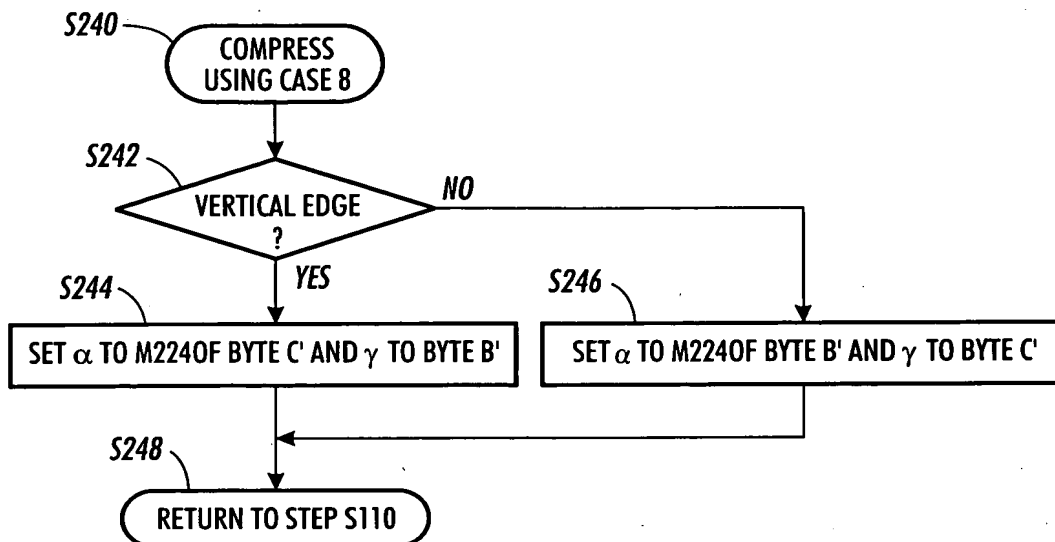 S240
COMPRESS
USING CASE 8
S242
VERTICAL EDGE
?
NO
YES
S244
SET α TO M224OF BYTE C' AND γ TO BYTE B'
S246
SET α TO M224OF BYTE B' AND γ TO BYTE C'
S248
RETURN TO STEP S110